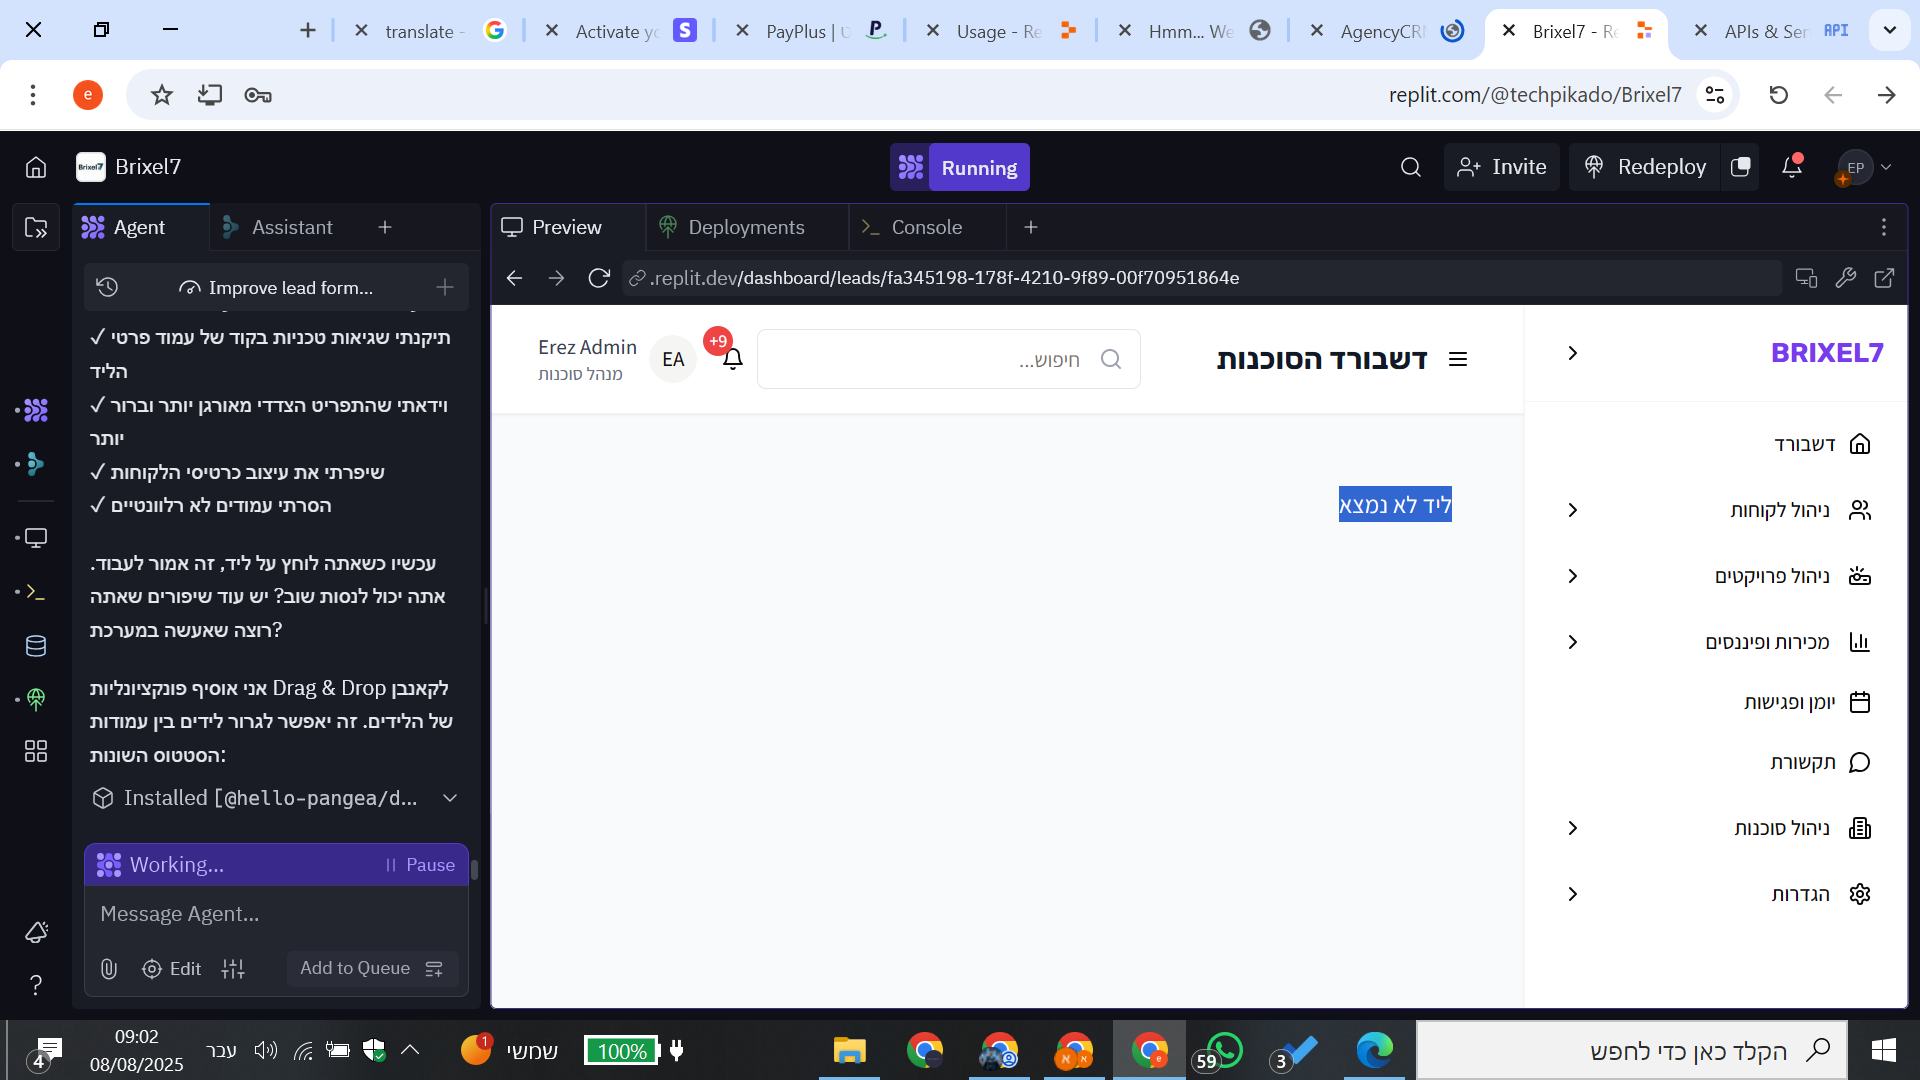 translate -
Activate yo
PayPlus |
Usage - Re
Hmm... We
AgencyCR
Brixel7 - Re
APIs & Ser
API
e
replit.com/@techpikado/Brixel7
Brixel7
Brixel7
Running
Invite
Redeploy
EP
Agent
Assistant
Preview
Deployments
Console
Improve lead form...
.replit.dev/dashboard/leads/fa345198-178f-4210-9f89-00f70951864e
✓ תיקנתי שגיאות טכניות בקוד של עמוד פרטי
הליד
✓ וידאתי שהתפריט הצדדי מאורגן יותר וברור
יותר
✓ שיפרתי את עיצוב כרטיסי הלקוחות
✓ הסרתי עמודים לא רלוונטיים
עכשיו כשאתה לוחץ על ליד, זה אמור לעבוד.
אתה יכול לנסות שוב? יש עוד שיפורים שאתה
רוצה שאעשה במערכת?
אני אוסיף פונקציונליות Drag & Drop לקאנבן
של הלידים. זה יאפשר לגרור לידים בין עמודות
הסטטוס השונות:
Installed [@hello-pangea/d...
Working...
Pause
Message Agent...
Edit
Add to Queue
BRIXEL7
דשבורד הסוכנות
חיפוש...
+9
EA
Erez Admin
מנהל סוכנות
ליד לא נמצא
דשבורד
ניהול לקוחות
ניהול פרויקטים
מכירות ופיננסים
יומן ופגישות
תקשורת
ניהול סוכנות
הגדרות
4
09:02
08/08/2025
עבר
1
שמשי
100%
א
א
e
59
3
הקלד כאן כדי לחפש